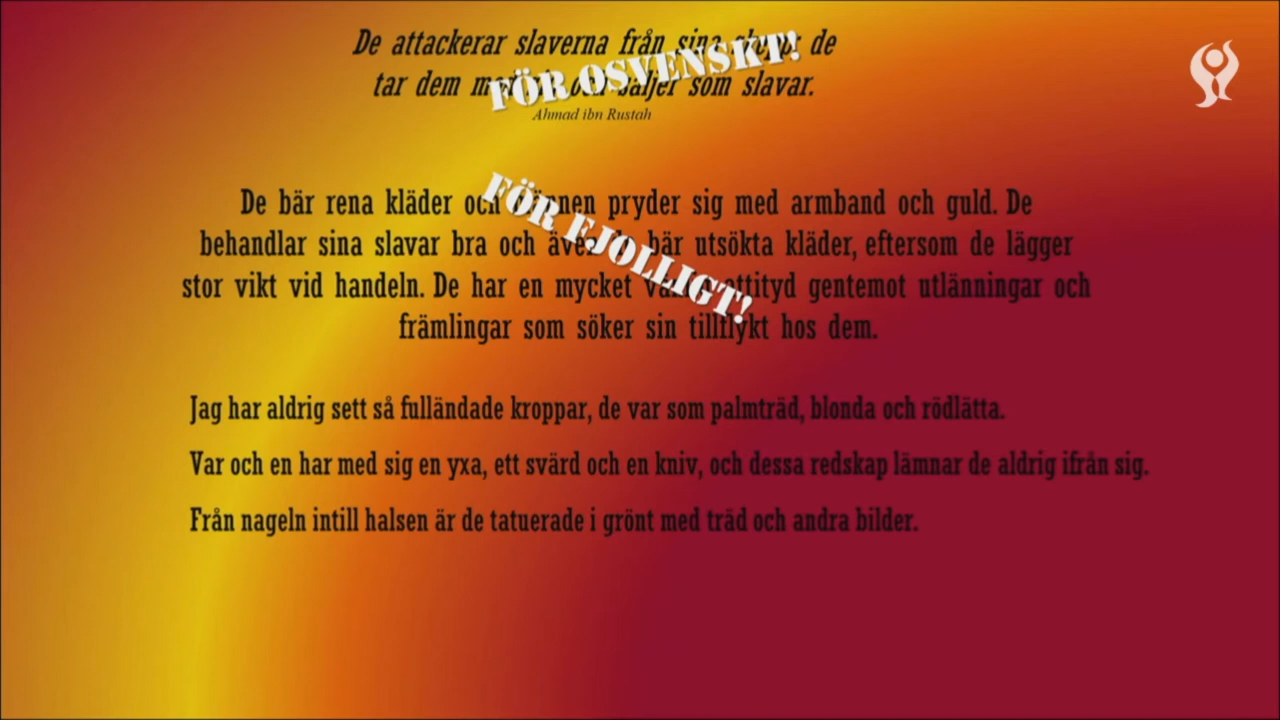 De attackerar slaverna från sina skepp; de
FÖR OSVENSKT!
tar dem med sig och säljer som slavar.
Ahmad ibn Rustah
De bär rena kläder och männen pryder sig med armband och guld. De
FÖR FJOLLIGT!
behandlar sina slavar bra och även de bär utsökta kläder, eftersom de lägger
stor vikt vid handeln. De har en mycket attityd gentemot utlänningar och
främlingar som söker sin tillflykt hos dem.
Jag har aldrig sett så fulländade kroppar, de var som palmträd, blonda och rödlätta.
Var och en har med sig en yxa, ett svärd och en kniv, och dessa redskap lämnar de aldrig ifrån sig.
Från nageln intill halsen är de tatuerade i grönt med träd och andra bilder.